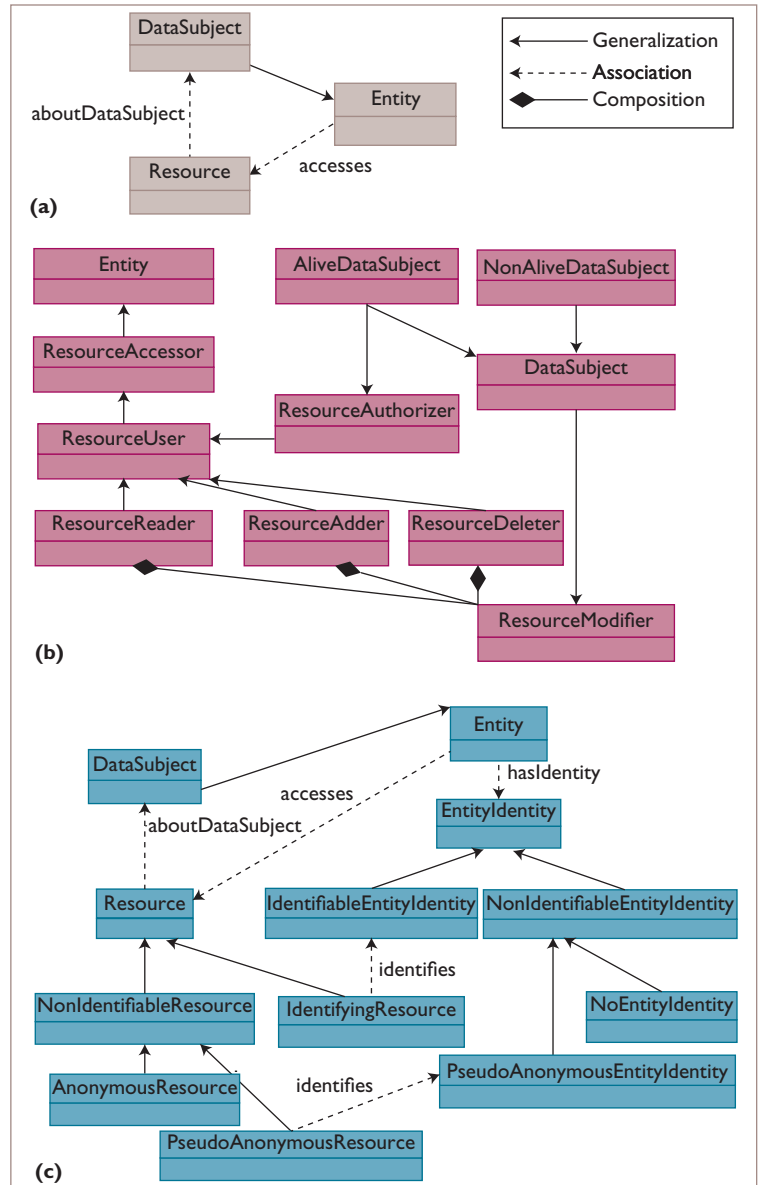 DataSubject
Generalization
Association
Composition
Entity
aboutDataSubject
accesses
Resource
(a)
Entity
AliveDataSubject
NonAliveDataSubject
ResourceAccessor
DataSubject
ResourceAuthorizer
ResourceUser
ResourceReader
ResourceAdder
ResourceDeleter
ResourceModifier
(b)
Entity
DataSubject
hasIdentity
accesses
EntityIdentity
aboutDataSubject
Resource
IdentifiableEntityIdentity
NonIdentifiableEntityIdentity
identifies
NonIdentifiableResource
IdentifyingResource
NoEntityIdentity
PseudoAnonymousEntityIdentity
AnonymousResource
identifies
PseudoAnonymousResource
(c)